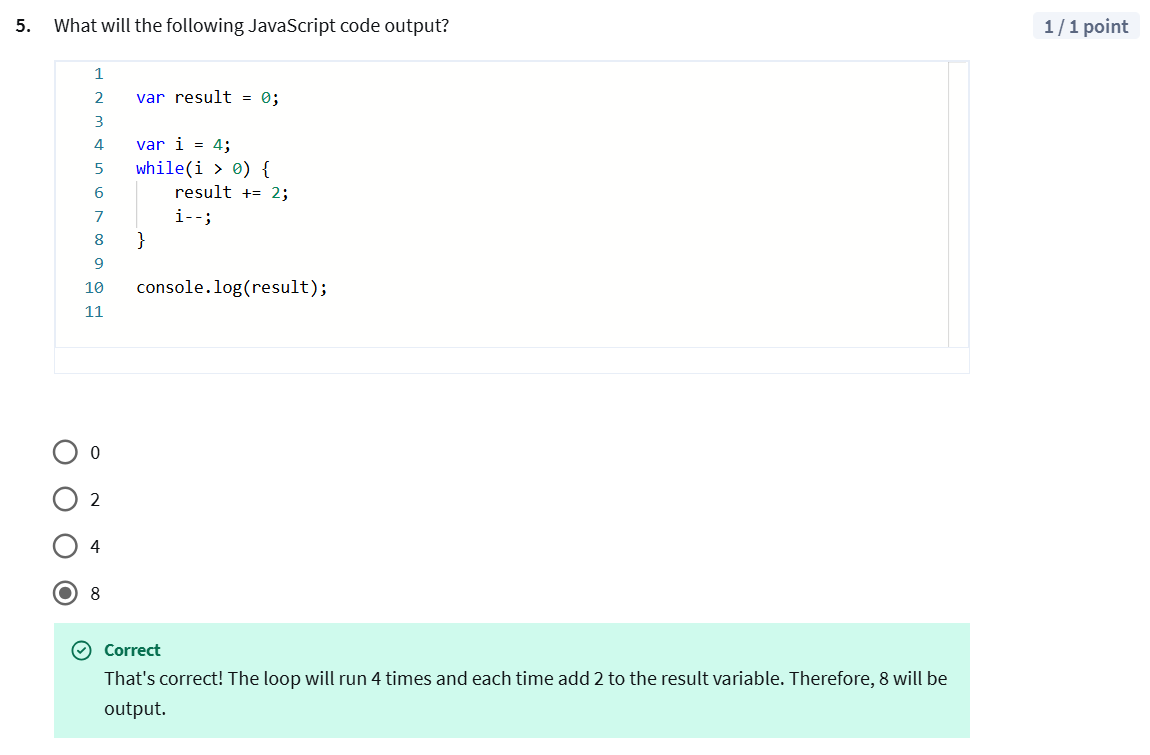 5. What will the following JavaScript code output?
1 / 1 point
1
2 var result = 0;
3
4 var i = 4;
5 while(i > 0) {
6     result += 2;
7     i--;
8 }
9
10 console.log(result);
11
0
2
4
8
Correct
That's correct! The loop will run 4 times and each time add 2 to the result variable. Therefore, 8 will be
output.